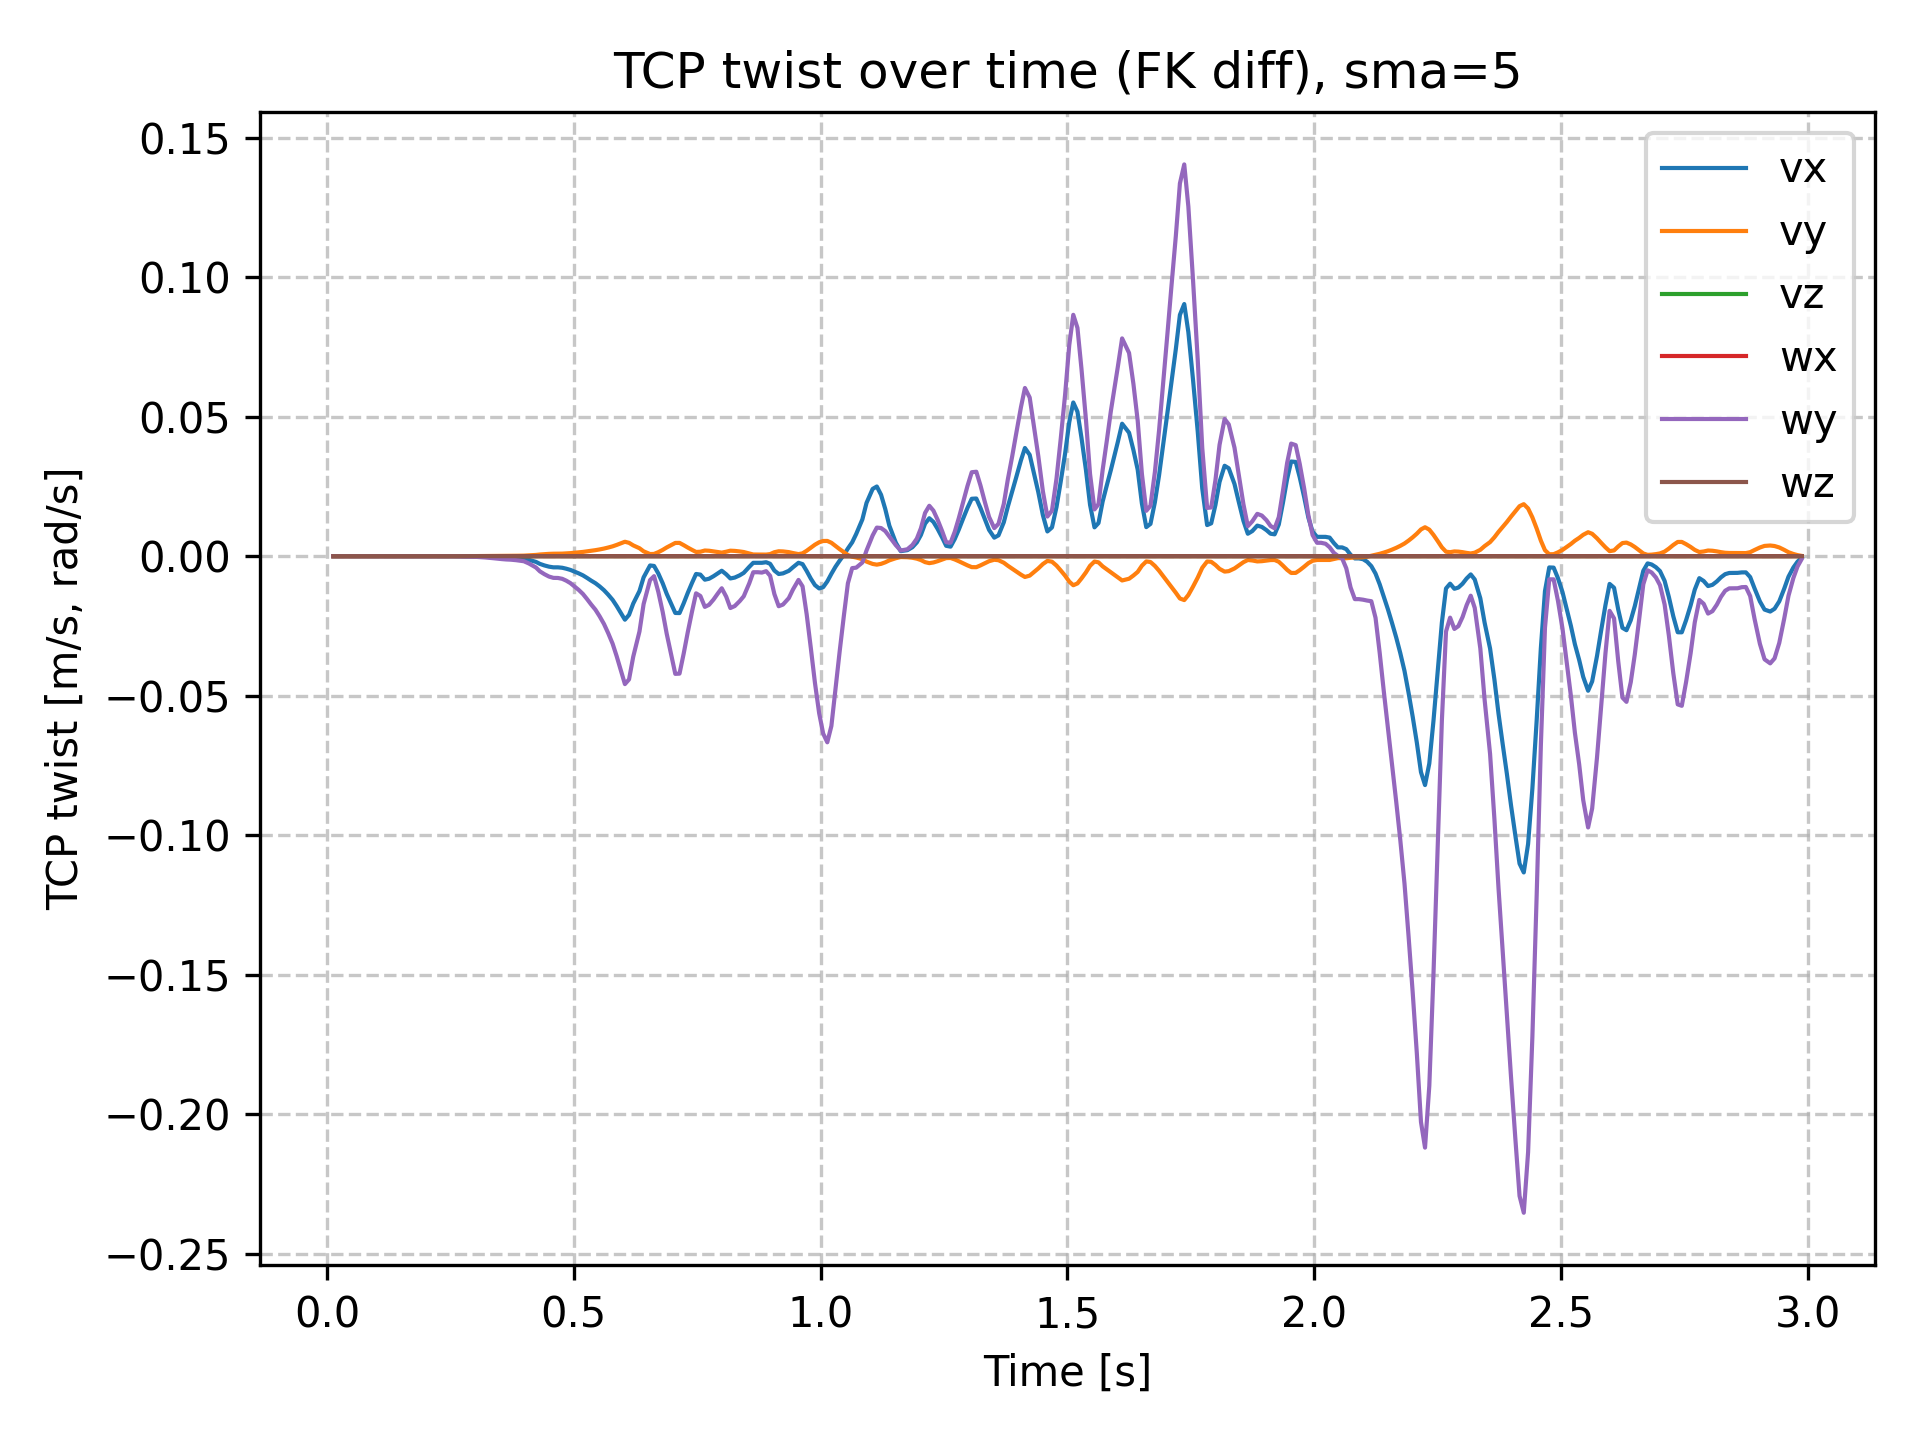 TCP twist over time (FK diff), sma=5
0.15
0.10
0.05
0.00
−0.05
−0.10
−0.15
−0.20
−0.25
TCP twist [m/s, rad/s]
vx
vy
vz
wx
wy
wz
0.0 0.5 1.0 1.5 2.0 2.5 3.0
Time [s]